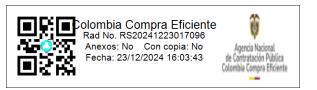 Colombia Compra Eficiente
Rad No. RS20241223017096
Anexos: No Con copia: No
Fecha: 23/12/2024 16:03:43
Agencia Nacional
de Contratación Pública
Colombia Compra Eficiente